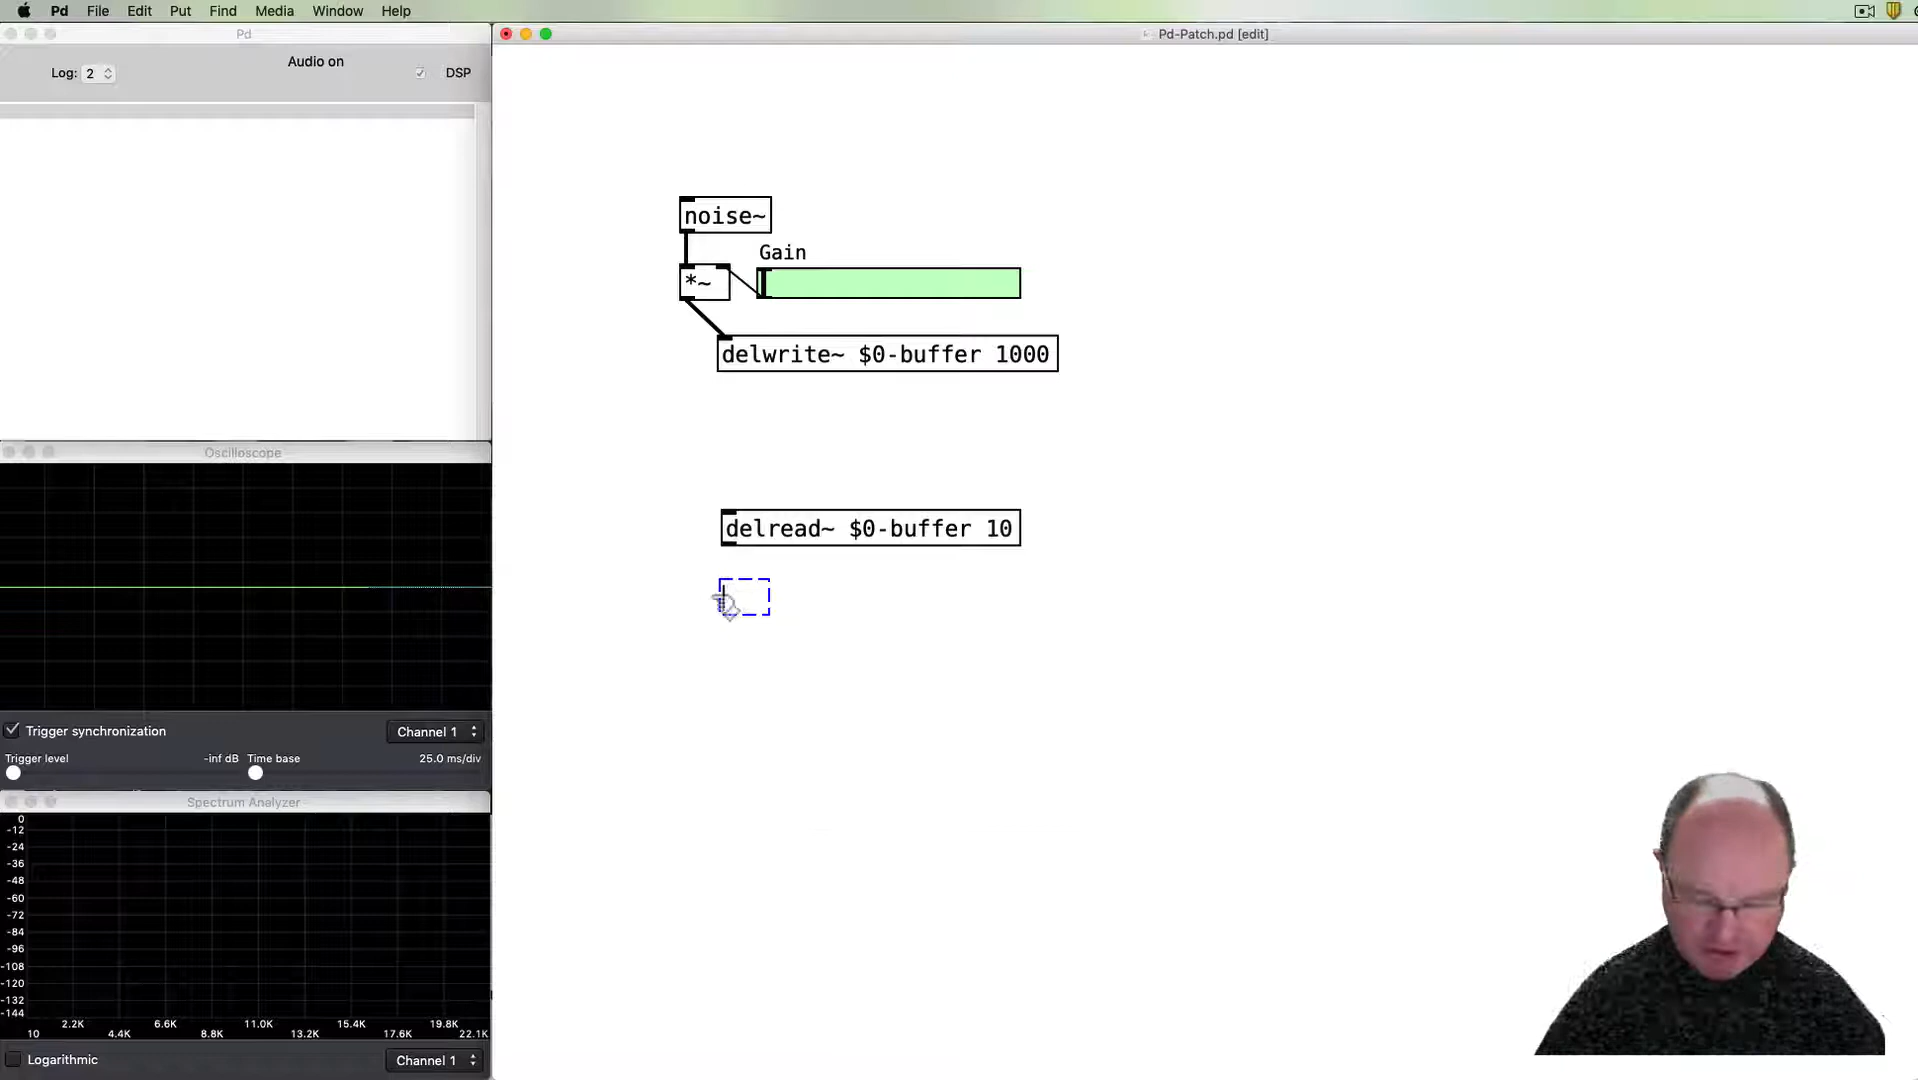 Pd File Edit Put Find Media Window Help
Pd
Pd-Patch.pd [edit]
Log: 2
Audio on
DSP
noise~
Gain
*~
delwrite~ $0-buffer 1000
delread~ $0-buffer 10
Oscilloscope
Trigger synchronization
Channel 1
Trigger level
-inf dB
Time base
25.0 ms/div
Spectrum Analyzer
0
-12
-24
-36
-48
-60
-72
-84
-96
-108
-120
-132
-144
2.2K 6.6K 11.0K 15.4K 19.8K
10 4.4K 8.8K 13.2K 17.6K 22.1K
Logarithmic
Channel 1